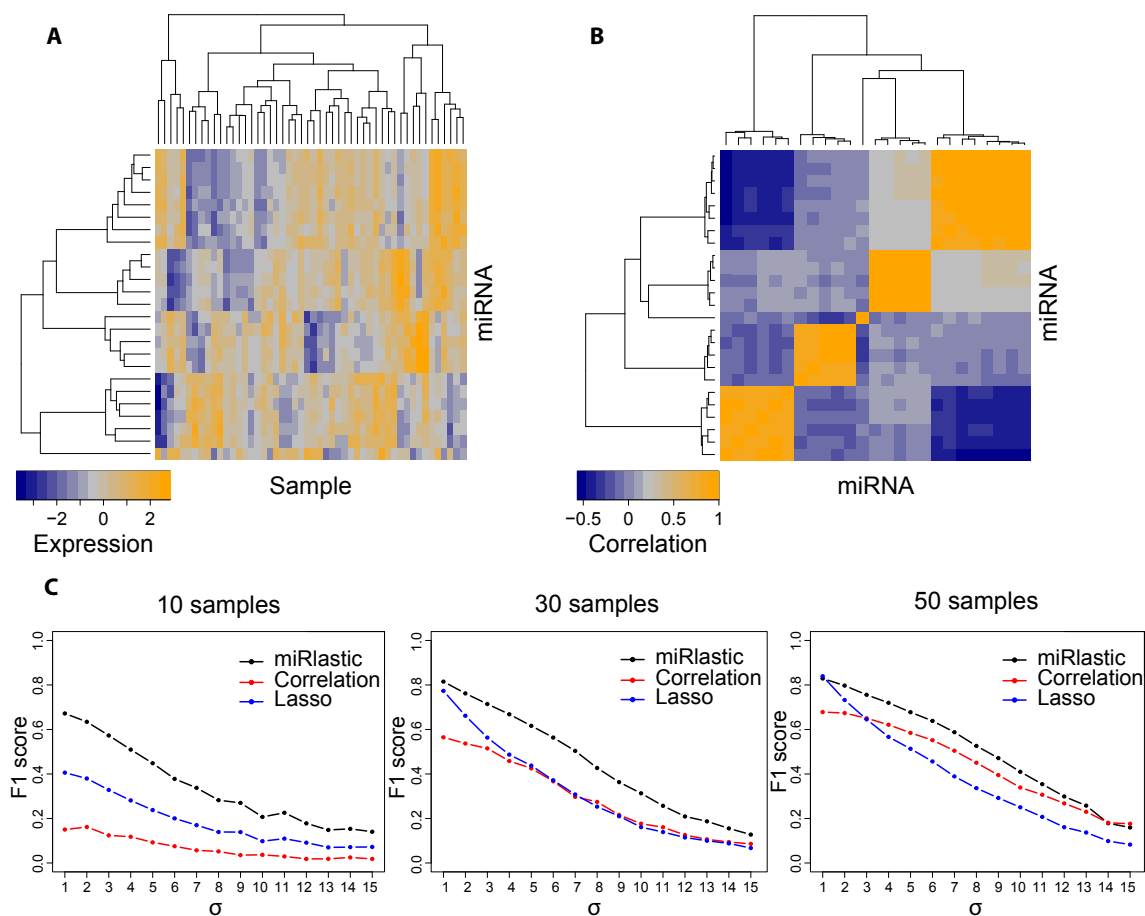 A
B
miRNA
miRNA
Sample
miRNA
−2 0 2
−0.5 0 0.5 1
Expression
Correlation
C
10 samples
30 samples
50 samples
F1 score
0.0 0.2 0.4 0.6 0.8 1.0
miRlastic
Correlation
Lasso
1 2 3 4 5 6 7 8 9 10 11 12 13 14 15
σ
F1 score
0.0 0.2 0.4 0.6 0.8 1.0
miRlastic
Correlation
Lasso
1 2 3 4 5 6 7 8 9 10 11 12 13 14 15
σ
F1 score
0.0 0.2 0.4 0.6 0.8 1.0
miRlastic
Correlation
Lasso
1 2 3 4 5 6 7 8 9 10 11 12 13 14 15
σ